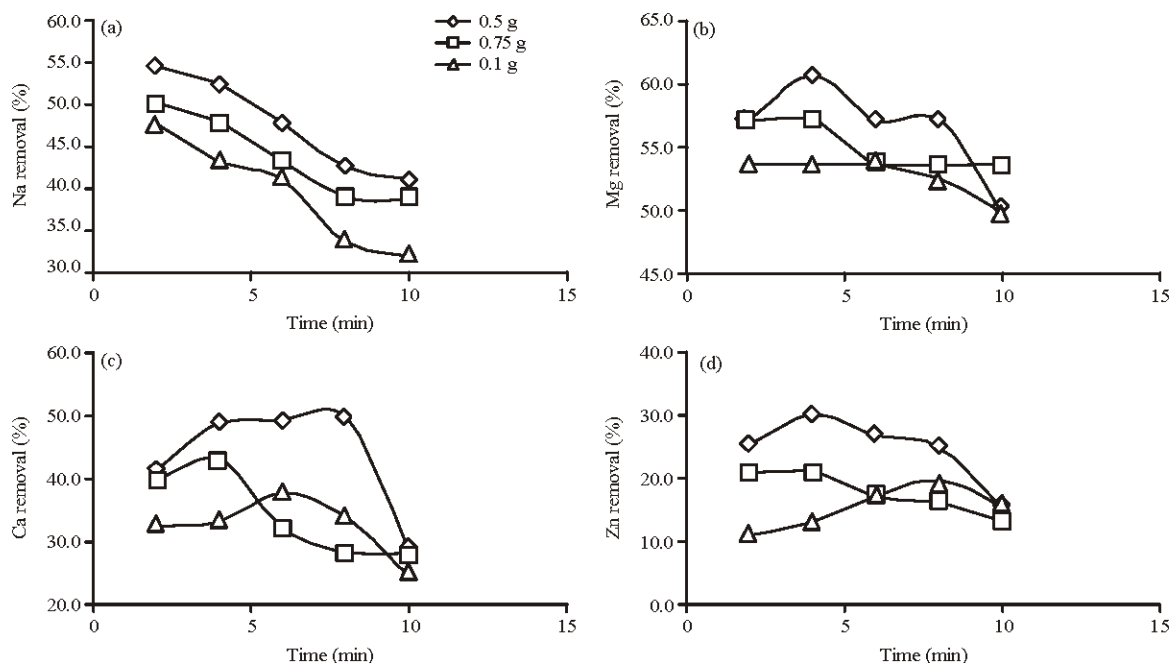 (a)
0.5 g
0.75 g
0.1 g
Na removal (%)
60.0
55.0
50.0
45.0
40.0
35.0
30.0
0
5
10
15
Time (min)
(b)
Mg removal (%)
65.0
60.0
55.0
50.0
45.0
0
5
10
15
Time (min)
(c)
Ca removal (%)
60.0
50.0
40.0
30.0
20.0
0
5
10
15
Time (min)
(d)
Zn removal (%)
40.0
30.0
20.0
10.0
0.0
0
5
10
15
Time (min)